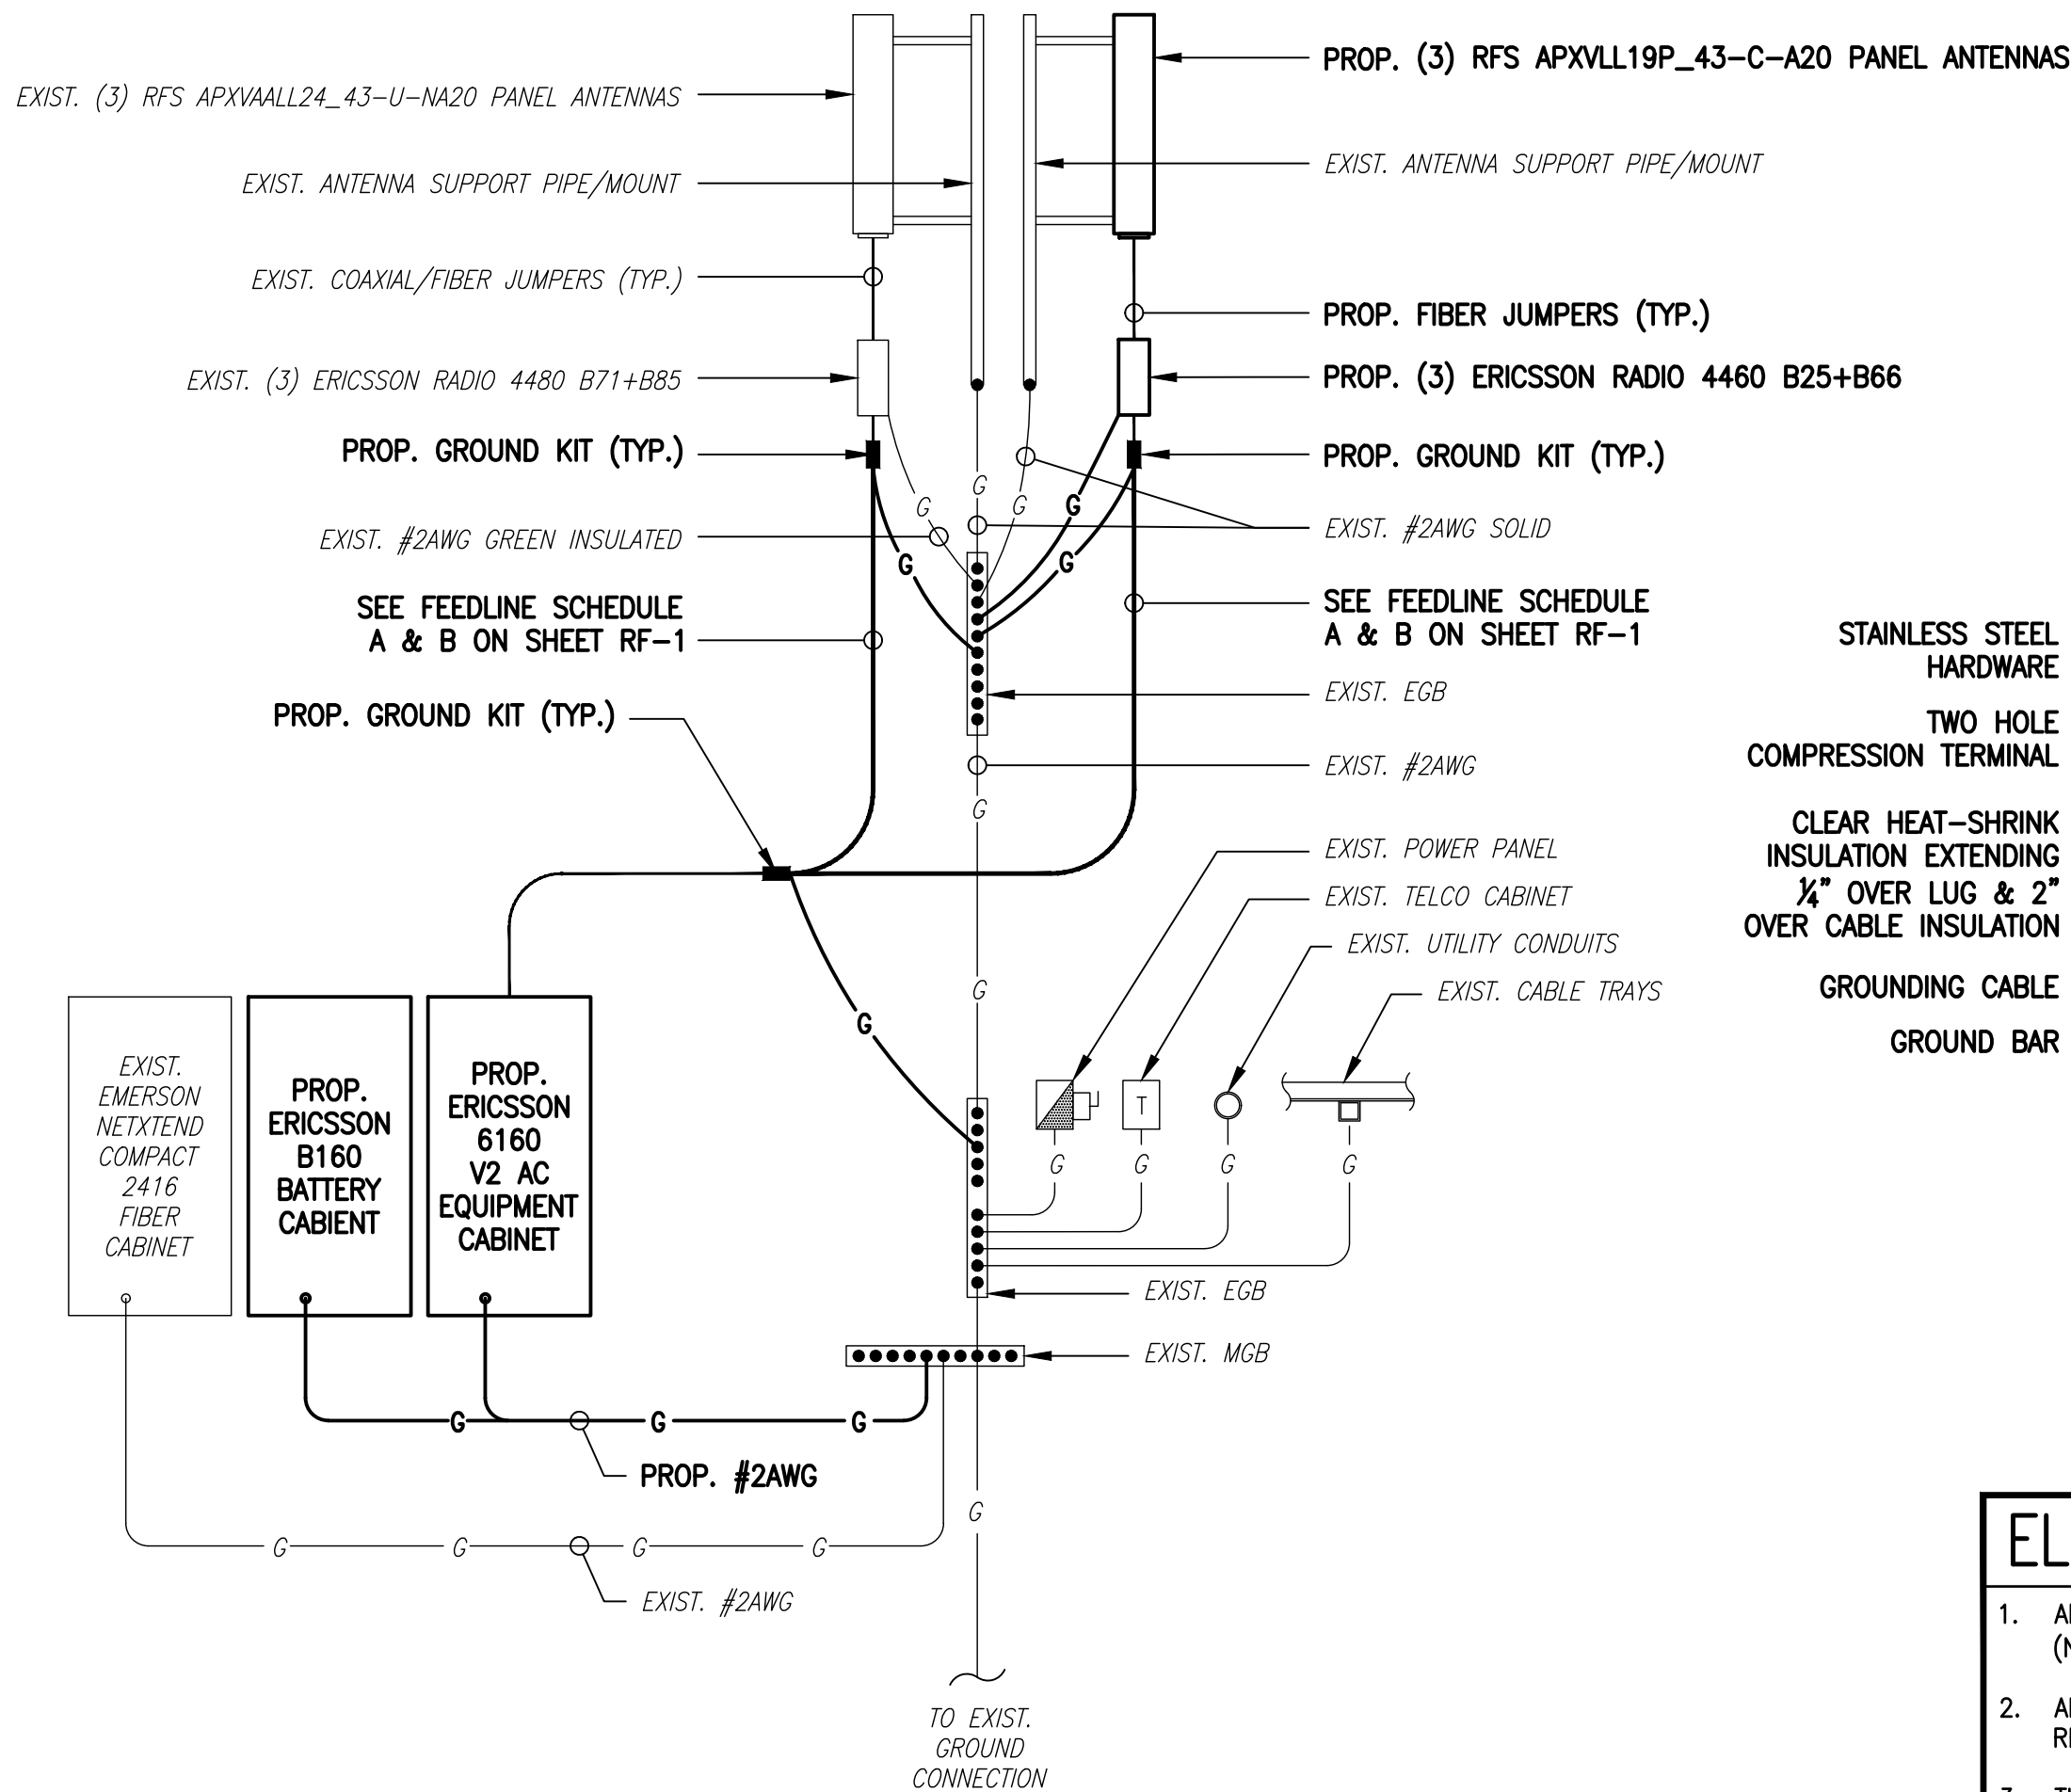 PROP. (3) RFS APXVLL19P_43-C-A20 PANEL ANTENNAS
EXIST. (3) RFS APXVAALL24_43-U-NA20 PANEL ANTENNAS
EXIST. ANTENNA SUPPORT PIPE/MOUNT
EXIST. ANTENNA SUPPORT PIPE/MOUNT
EXIST. COAXIAL/FIBER JUMPERS (TYP.)
PROP. FIBER JUMPERS (TYP.)
EXIST. (3) ERICSSON RADIO 4480 B71+B85
PROP. (3) ERICSSON RADIO 4460 B25+B66
PROP. GROUND KIT (TYP.)
PROP. GROUND KIT (TYP.)
G
G
G
G
EXIST. #2AWG GREEN INSULATED
EXIST. #2AWG SOLID
G
G
SEE FEEDLINE SCHEDULE
A & B ON SHEET RF-1
SEE FEEDLINE SCHEDULE
A & B ON SHEET RF-1
STAINLESS STEEL
HARDWARE
EXIST. EGB
PROP. GROUND KIT (TYP.)
TWO HOLE
COMPRESSION TERMINAL
EXIST. #2AWG
G
EXIST. POWER PANEL
CLEAR HEAT-SHRINK
INSULATION EXTENDING
¼" OVER LUG & 2"
OVER CABLE INSULATION
EXIST. TELCO CABINET
EXIST. UTILITY CONDUITS
EXIST. CABLE TRAYS
GROUNDING CABLE
GROUND BAR
G
G
EXIST.
EMERSON
NETXTEND
COMPACT
2416
FIBER
CABINET
PROP.
ERICSSON
B160
BATTERY
CABIENT
PROP.
ERICSSON
6160
V2 AC
EQUIPMENT
CABINET
T
G
G
G
G
EXIST. EGB
EXIST. MGB
G
G
G
PROP. #2AWG
G
G
G
G
G
EXIST. #2AWG
TO EXIST.
GROUND
CONNECTION
EL
1.
(N
2.